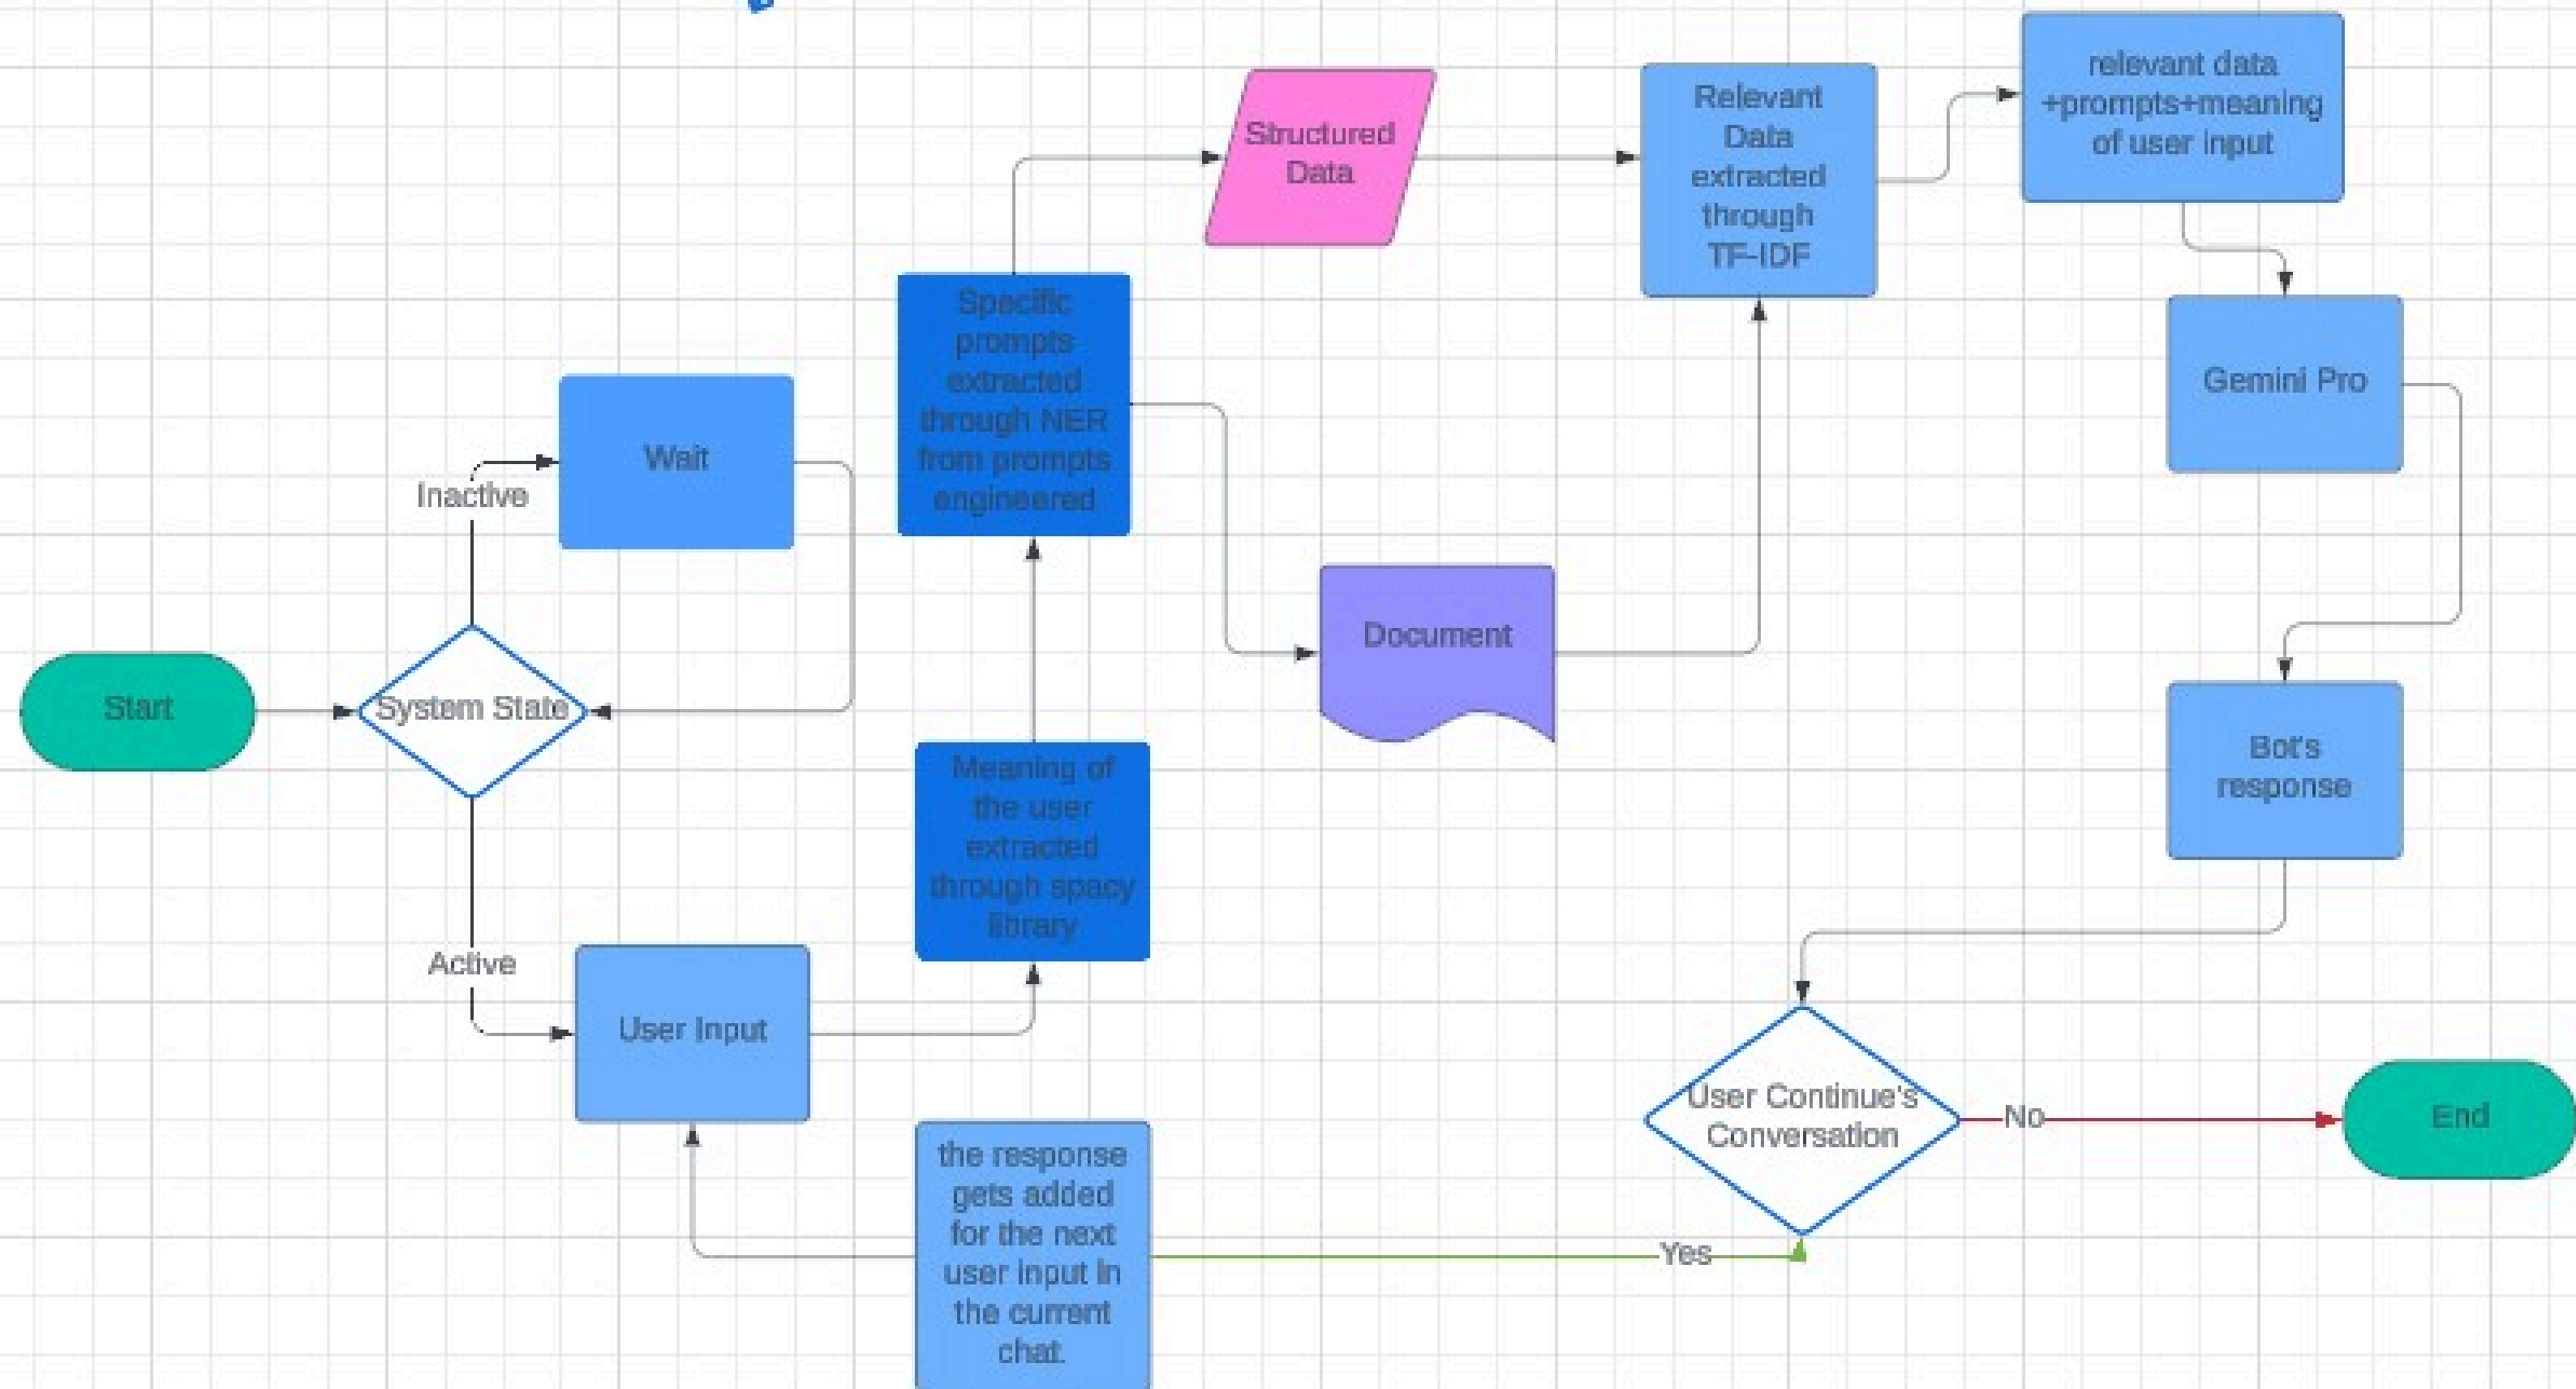 Start
System State
Inactive
Wait
Active
User Input
Meaning of
the user
extracted
through spacy
library
Specific
prompts
extracted
through NER
from prompts
engineered
Structured
Data
Document
Relevant
Data
extracted
through
TF-IDF
relevant data
+prompts+meaning
of user input
Gemini Pro
Bot's
response
User Continue's
Conversation
No
End
Yes
the response
gets added
for the next
user input in
the current
chat.